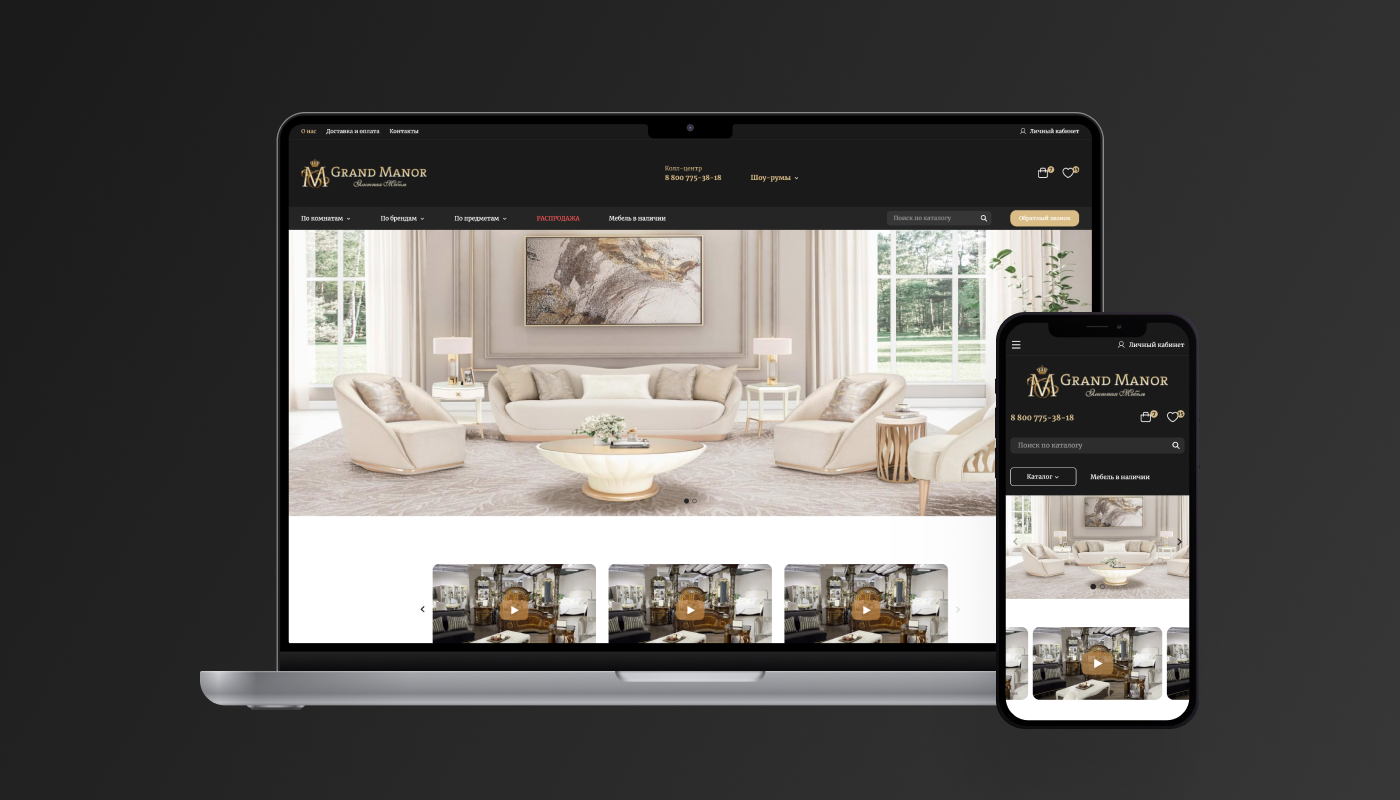 О нас Доставка и оплата Контакты Личный кабинет
GRAND MANOR
Элитная Мебель
Колл-центр
8 800 775-38-18 Шоу-румы
По комнатам По брендам По предметам РАСПРОДАЖА Мебель в наличии Поиск по каталогу Обратный звонок
Личный кабинет
GRAND MANOR
Элитная Мебель
8 800 775-38-18
Поиск по каталогу
Каталог Мебель в наличии